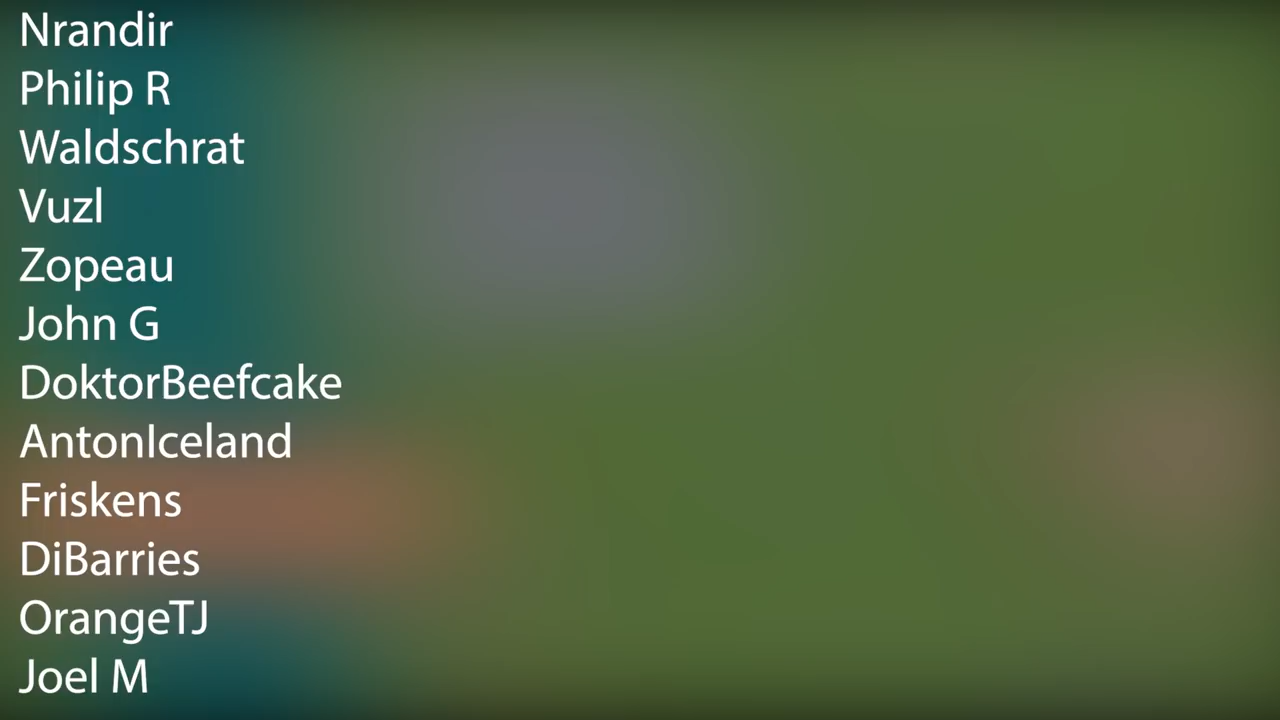 Nrandir
Philip R
Waldschrat
Vuzl
Zopeau
John G
DoktorBeefcake
AntonIceland
Friskens
DiBarries
OrangeTJ
Joel M